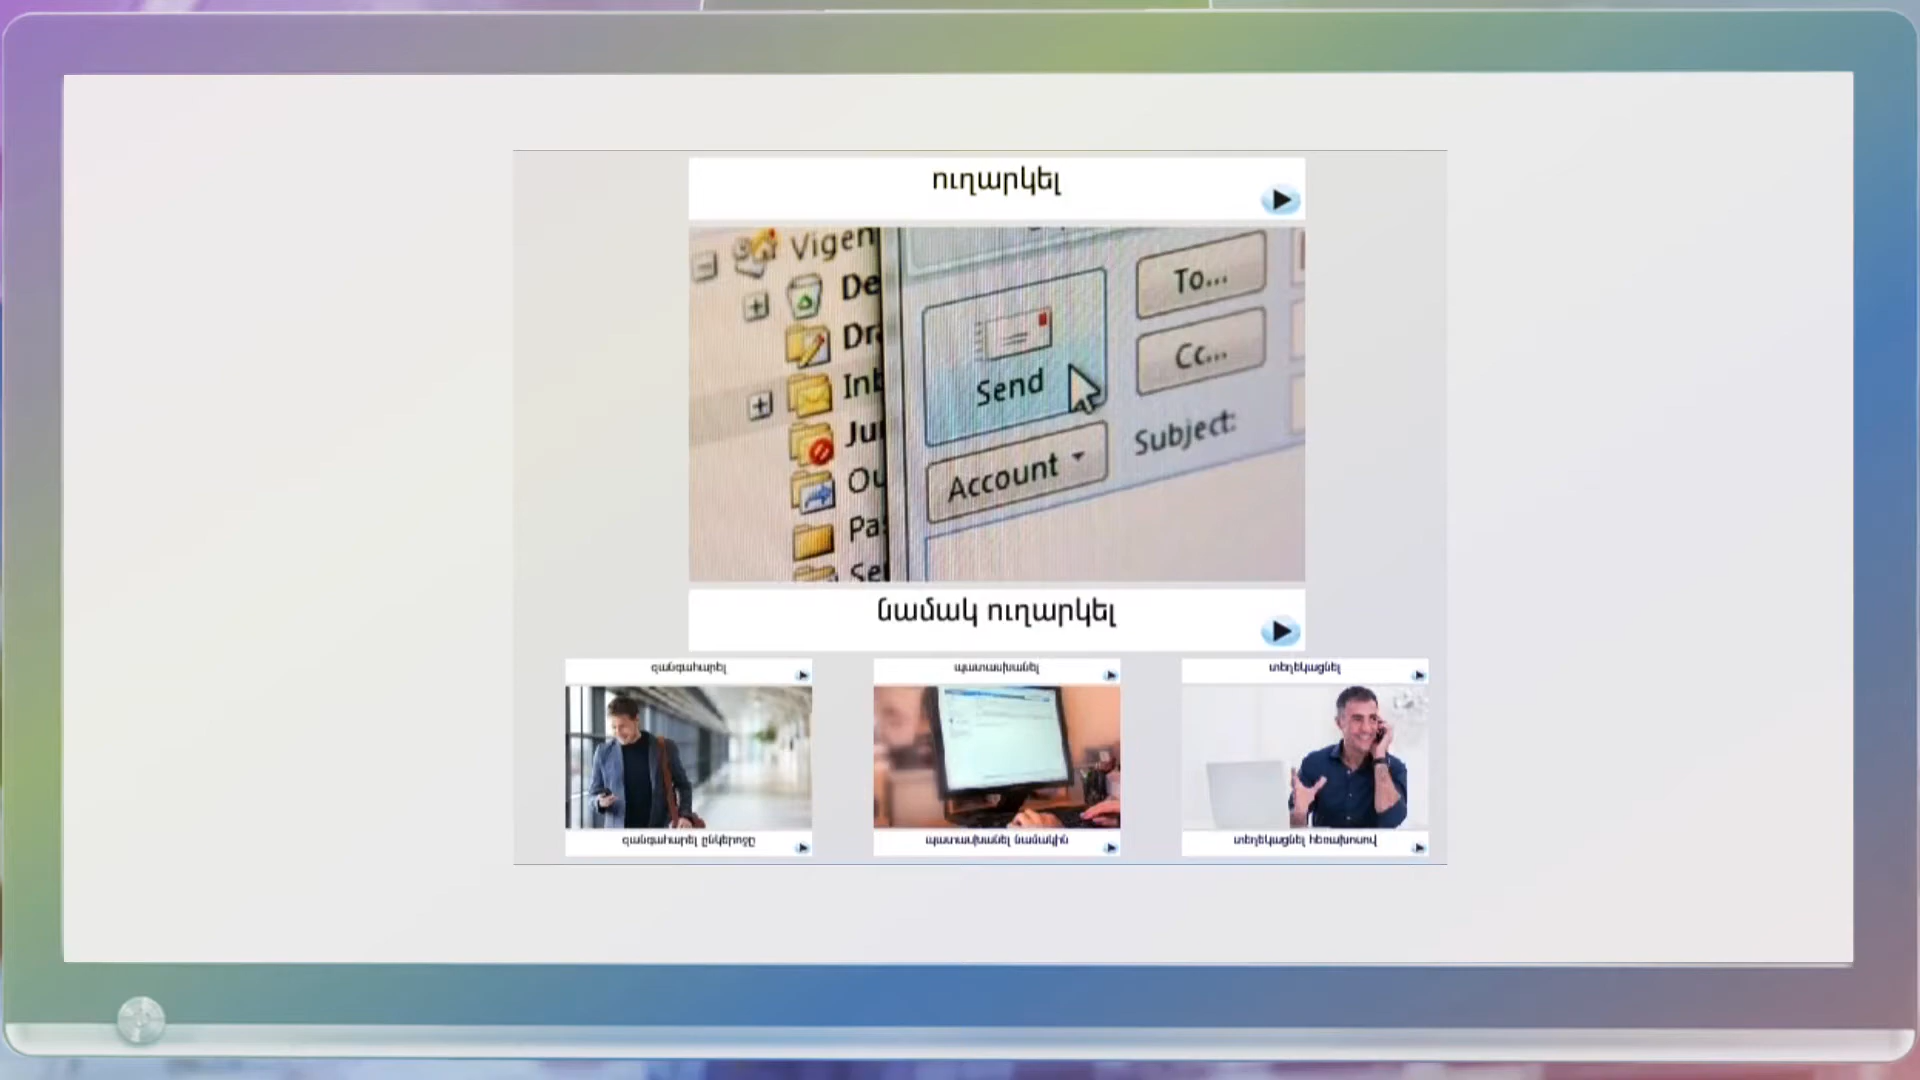 ուղարկել
Vigen
To...
Cc...
Send
Subject:
Account
նամակ ուղարկել
զանգահարել
պատասխանել
տեղեկացնել
զանգահարել ընկերոջը
պատասխանել նամակին
տեղեկացնել հեռախոսով